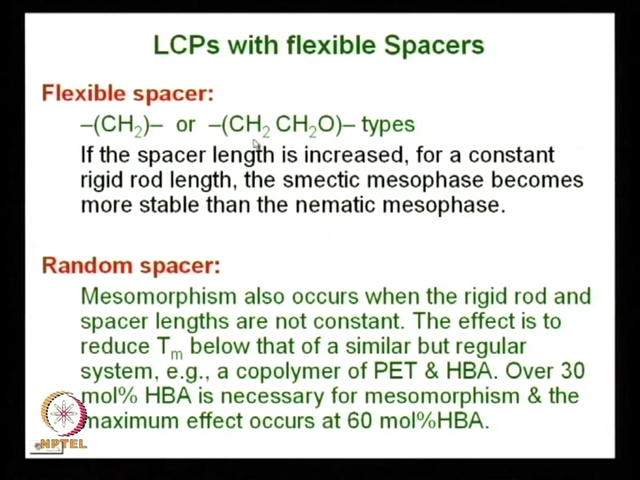 LCPs with flexible Spacers
Flexible spacer:
–(CH2)– or –(CH2 CH2O)– types
If the spacer length is increased, for a constant
rigid rod length, the smectic mesophase becomes
more stable than the nematic mesophase.
Random spacer:
Mesomorphism also occurs when the rigid rod and
spacer lengths are not constant. The effect is to
reduce Tm below that of a similar but regular
system, e.g., a copolymer of PET & HBA. Over 30
mol% HBA is necessary for mesomorphism & the
maximum effect occurs at 60 mol%HBA.
NPTEL